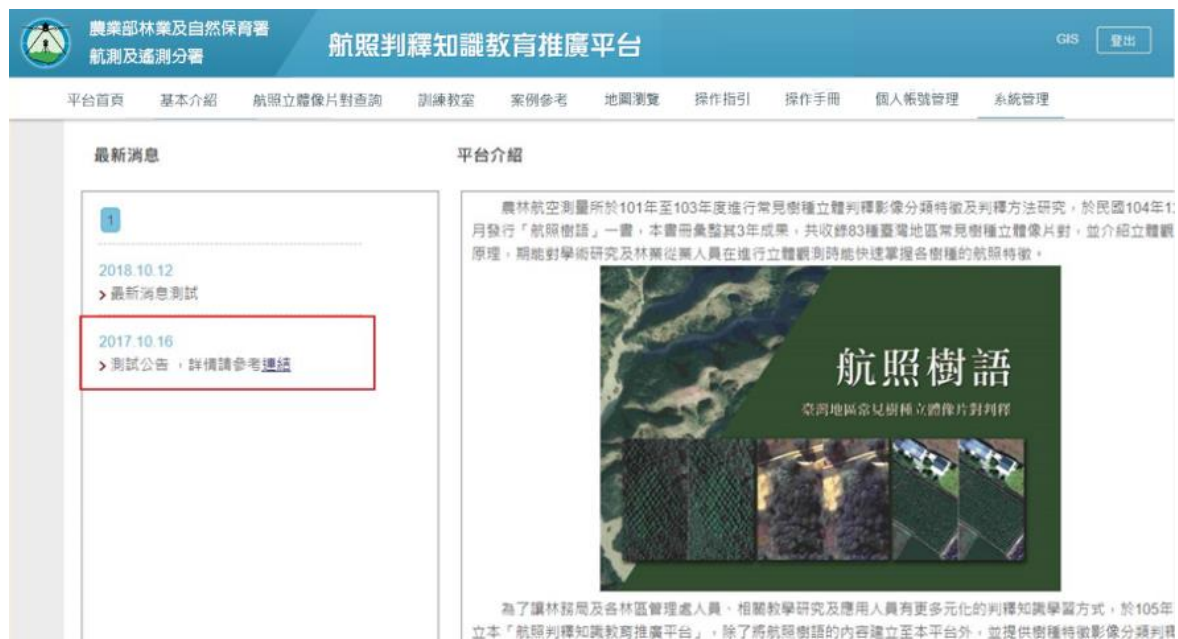 農業部林業及自然保育署
航測及遙測分署
航照判釋知識教育推廣平台
GIS 登出
平台首頁 基本介紹 航照立體像片對查詢 訓練教室 案例參考 地圖瀏覽 操作指引 操作手冊 個人帳號管理 系統管理
最新消息
1
2018.10.12
最新消息測試
2017.10.16
測試公告 ,詳情請參考連結
平台介紹
農林航空測量所於101年至103年度進行常見樹種立體判釋影像分類特徵及判釋方法研究,於民國104年1
月發行「航照樹語」一書,本書冊彙整其3年成果,共收錄83種臺灣地區常見樹種立體像片對,並介紹立體觀
原理,期能對學術研究及林業從業人員在進行立體觀測時能快速掌握各樹種的航照特徵。
航照樹語
臺灣地區常見樹種立體像片對判釋
為了讓林務局及各林區管理處人員、相關教學研究及應用人員有更多元化的判釋知識學習方式,於105年
立本「航照判釋知識教育推廣平台」,除了將航照樹語的內容建立至本平台外,並提供樹種特徵影像分類判釋